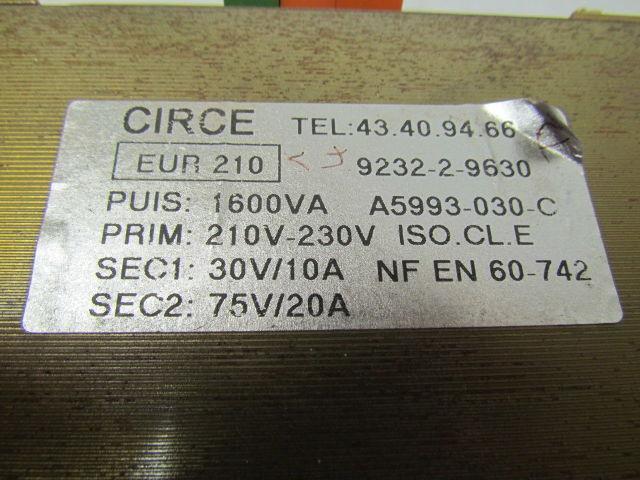 CIRCE TEL:43.40.94.66
EUR 210 9232-2-9630
PUIS: 1600VA A5993-030-C
PRIM: 210V-230V ISO.CL.E
SEC1: 30V/10A NF EN 60-742
SEC2: 75V/20A